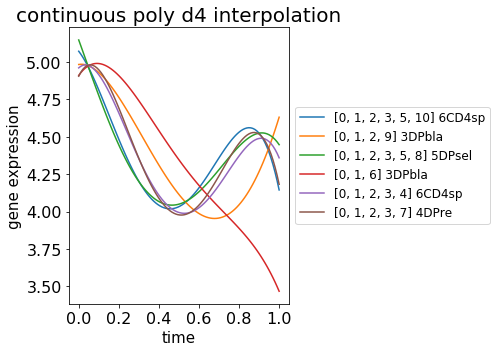 continuous poly d4 interpolation
gene expression
5.00
4.75
4.50
4.25
4.00
3.75
3.50
0.0 0.2 0.4 0.6 0.8 1.0
time
[0, 1, 2, 3, 5, 10] 6CD4sp
[0, 1, 2, 9] 3DPbla
[0, 1, 2, 3, 5, 8] 5DPsel
[0, 1, 6] 3DPbla
[0, 1, 2, 3, 4] 6CD4sp
[0, 1, 2, 3, 7] 4DPre